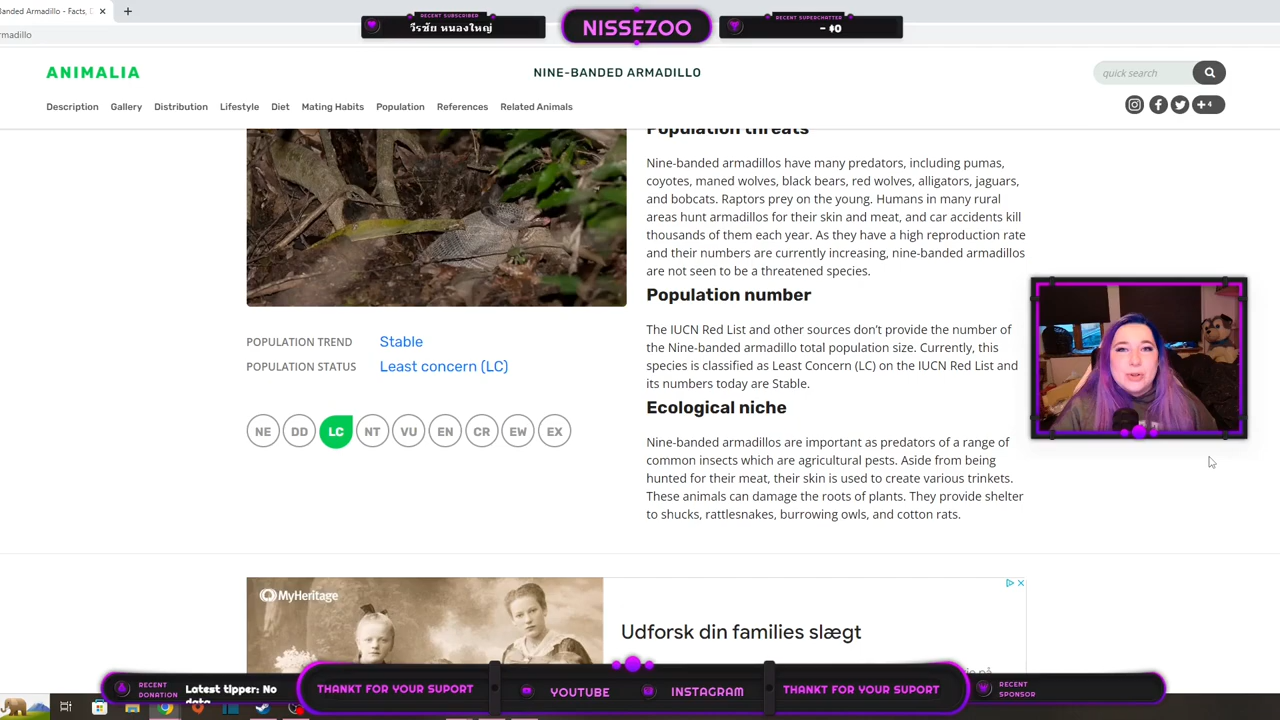 Banded Armadillo - Facts, D
rmadillo
RECENT SUBSCRIBER
วีรชัย หนองใหญ่
NISSEZOO
RECENT SUPERCHATTER
- $0
ANIMALIA
NINE-BANDED ARMADILLO
quick search
Description Gallery Distribution Lifestyle Diet Mating Habits Population References Related Animals
4
Population threats
Nine-banded armadillos have many predators, including pumas,
coyotes, maned wolves, black bears, red wolves, alligators, jaguars,
and bobcats. Raptors prey on the young. Humans in many rural
areas hunt armadillos for their skin and meat, and car accidents kill
thousands of them each year. As they have a high reproduction rate
and their numbers are currently increasing, nine-banded armadillos
are not seen to be a threatened species.
Population number
The IUCN Red List and other sources don't provide the number of
the Nine-banded armadillo total population size. Currently, this
species is classified as Least Concern (LC) on the IUCN Red List and
its numbers today are Stable.
POPULATION TREND Stable
POPULATION STATUS Least concern (LC)
NE DD LC NT VU EN CR EW EX
Ecological niche
Nine-banded armadillos are important as predators of a range of
common insects which are agricultural pests. Aside from being
hunted for their meat, their skin is used to create various trinkets.
These animals can damage the roots of plants. They provide shelter
to shucks, rattlesnakes, burrowing owls, and cotton rats.
MyHeritage
Udforsk din families slægt
RECENT DONATION
Latest tipper: No
data
THANKT FOR YOUR SUPORT
YOUTUBE
INSTAGRAM
THANKT FOR YOUR SUPORT
RECENT SPONSOR